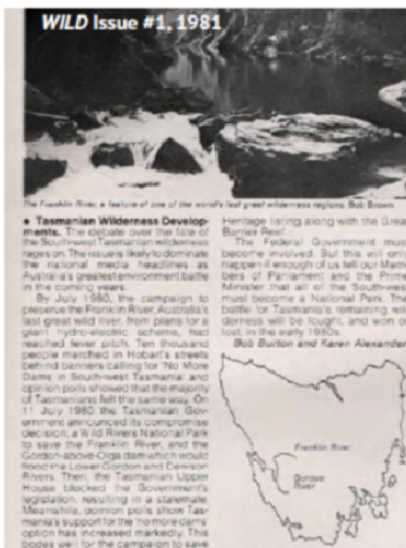 WILD Issue #1, 1981
The Franklin River, a feature of one of the world's last great wilderness regions. Bob Brown
• Tasmanian Wilderness Develop-
ments. The debate over the fate of
the South-west Tasmanian wilderness
rages on. The issue is likely to dominate
the national media headlines as
Australia's greatest environment battle
in the coming years.
By July 1980, the campaign to
preserve the Franklin River, Australia's
last great wild river, from plans for a
giant hydro-electric scheme, had
reached fever pitch. Ten thousand
people marched in Hobart's streets
behind banners calling for 'No More
Dams in South-west Tasmania' and
opinion polls showed that the majority
of Tasmanians felt the same way. On
11 July 1980 the Tasmanian Gov-
ernment announced its compromise
decision; a Wild Rivers National Park
to save the Franklin River, and the
Gordon-above-Olga dam which would
flood the Lower Gordon and Denison
Rivers. Then, the Tasmanian Upper
House blocked the Government's
legislation, resulting in a stalemate.
Meanwhile, opinion polls show Tas-
mania's support for the 'no more dams'
option has increased markedly. This
bodes well for the campaign to save
Heritage listing along with the Great
Barrier Reef.
The Federal Government must
become involved. But this will only
happen if enough of us tell our Mem-
bers of Parliament and the Prime
Minister that all of the South-west
must become a National Park. The
battle for Tasmania's remaining wil-
derness will be fought, and won or
lost, in the early 1980s.
Bob Burton and Karen Alexander
Franklin River
Gordon
River